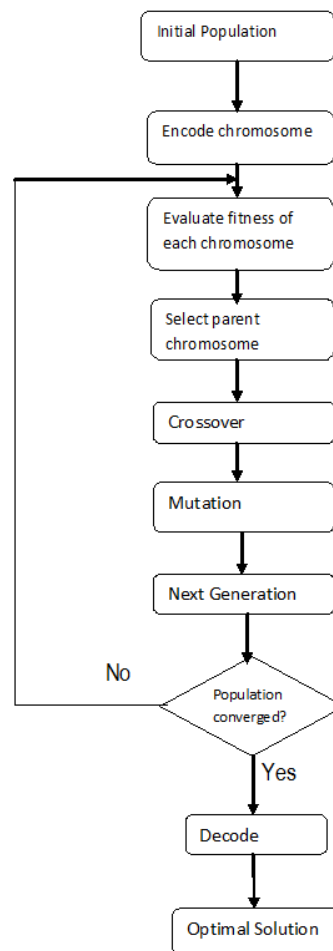 Initial Population
Encode chromosome
Evaluate fitness of
each chromosome
Select parent
chromosome
Crossover
Mutation
Next Generation
No
Population
converged?
Yes
Decode
Optimal Solution